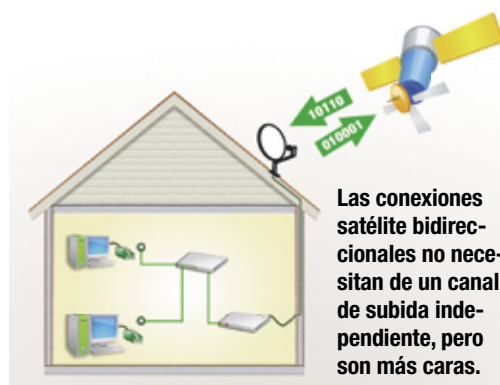 10110
010001
Las conexiones
satélite bidirec-
cionales no nece-
sitan de un canal
de subida inde-
pendiente, pero
son más caras.